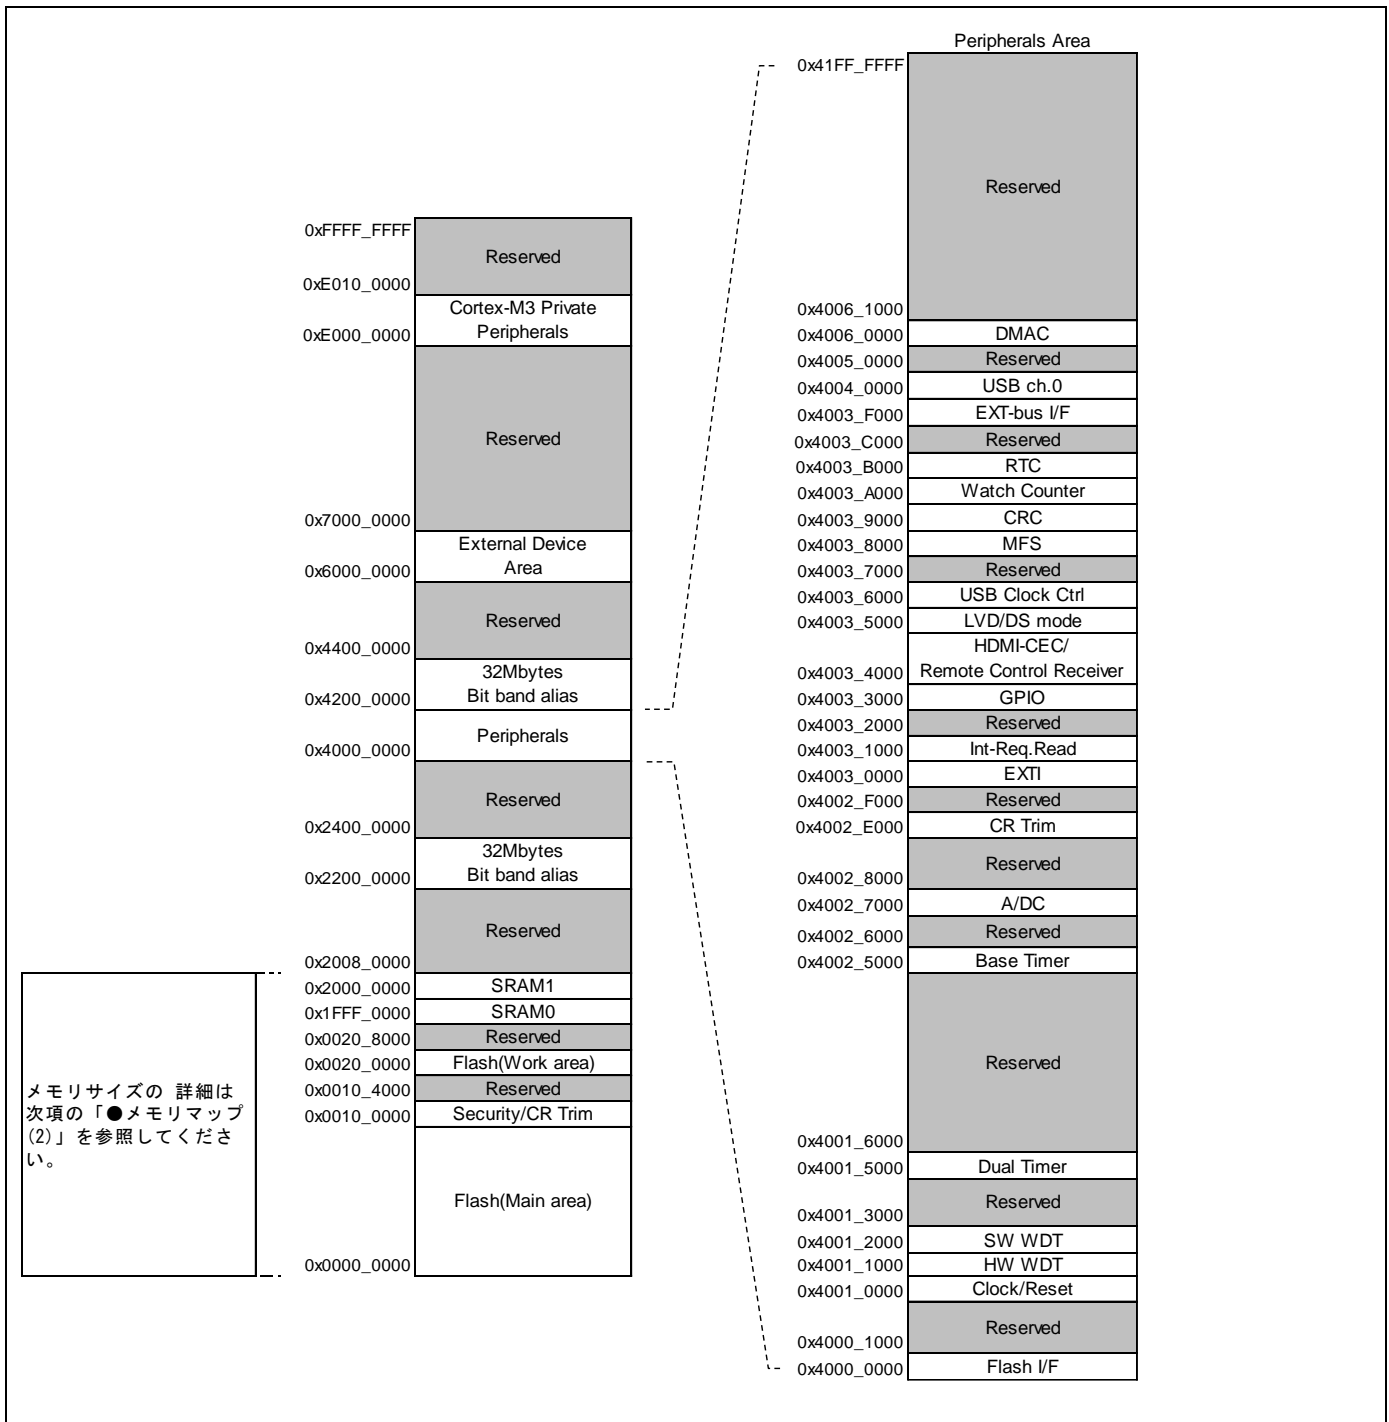 Peripherals Area
0x41FF_FFFF
Reserved
0x4006_1000
0x4006_0000 DMAC
0x4005_0000 Reserved
0x4004_0000 USB ch.0
0x4003_F000 EXT-bus I/F
0x4003_C000 Reserved
0x4003_B000 RTC
0x4003_A000 Watch Counter
0x4003_9000 CRC
0x4003_8000 MFS
0x4003_7000 Reserved
0x4003_6000 USB Clock Ctrl
0x4003_5000 LVD/DS mode
HDMI-CEC/
0x4003_4000 Remote Control Receiver
0x4003_3000 GPIO
0x4003_2000 Reserved
0x4003_1000 Int-Req.Read
0x4003_0000 EXTI
0x4002_F000 Reserved
0x4002_E000 CR Trim
Reserved
0x4002_8000
0x4002_7000 A/DC
0x4002_6000 Reserved
0x4002_5000 Base Timer
Reserved
0x4001_6000
0x4001_5000 Dual Timer
Reserved
0x4001_3000
0x4001_2000 SW WDT
0x4001_1000 HW WDT
0x4001_0000 Clock/Reset
Reserved
0x4000_1000
0x4000_0000 Flash I/F
0xFFFF_FFFF
Reserved
0xE010_0000
Cortex-M3 Private
0xE000_0000 Peripherals
Reserved
0x7000_0000
External Device
0x6000_0000 Area
Reserved
0x4400_0000
32Mbytes
0x4200_0000 Bit band alias
Peripherals
0x4000_0000
Reserved
0x2400_0000
32Mbytes
0x2200_0000 Bit band alias
Reserved
0x2008_0000
0x2000_0000 SRAM1
0x1FFF_0000 SRAM0
0x0020_8000 Reserved
0x0020_0000 Flash(Work area)
0x0010_4000 Reserved
0x0010_0000 Security/CR Trim
Flash(Main area)
0x0000_0000
メモリサイズの 詳細は
次項の「●メモリマップ
(2)」を参照してくださ
い。